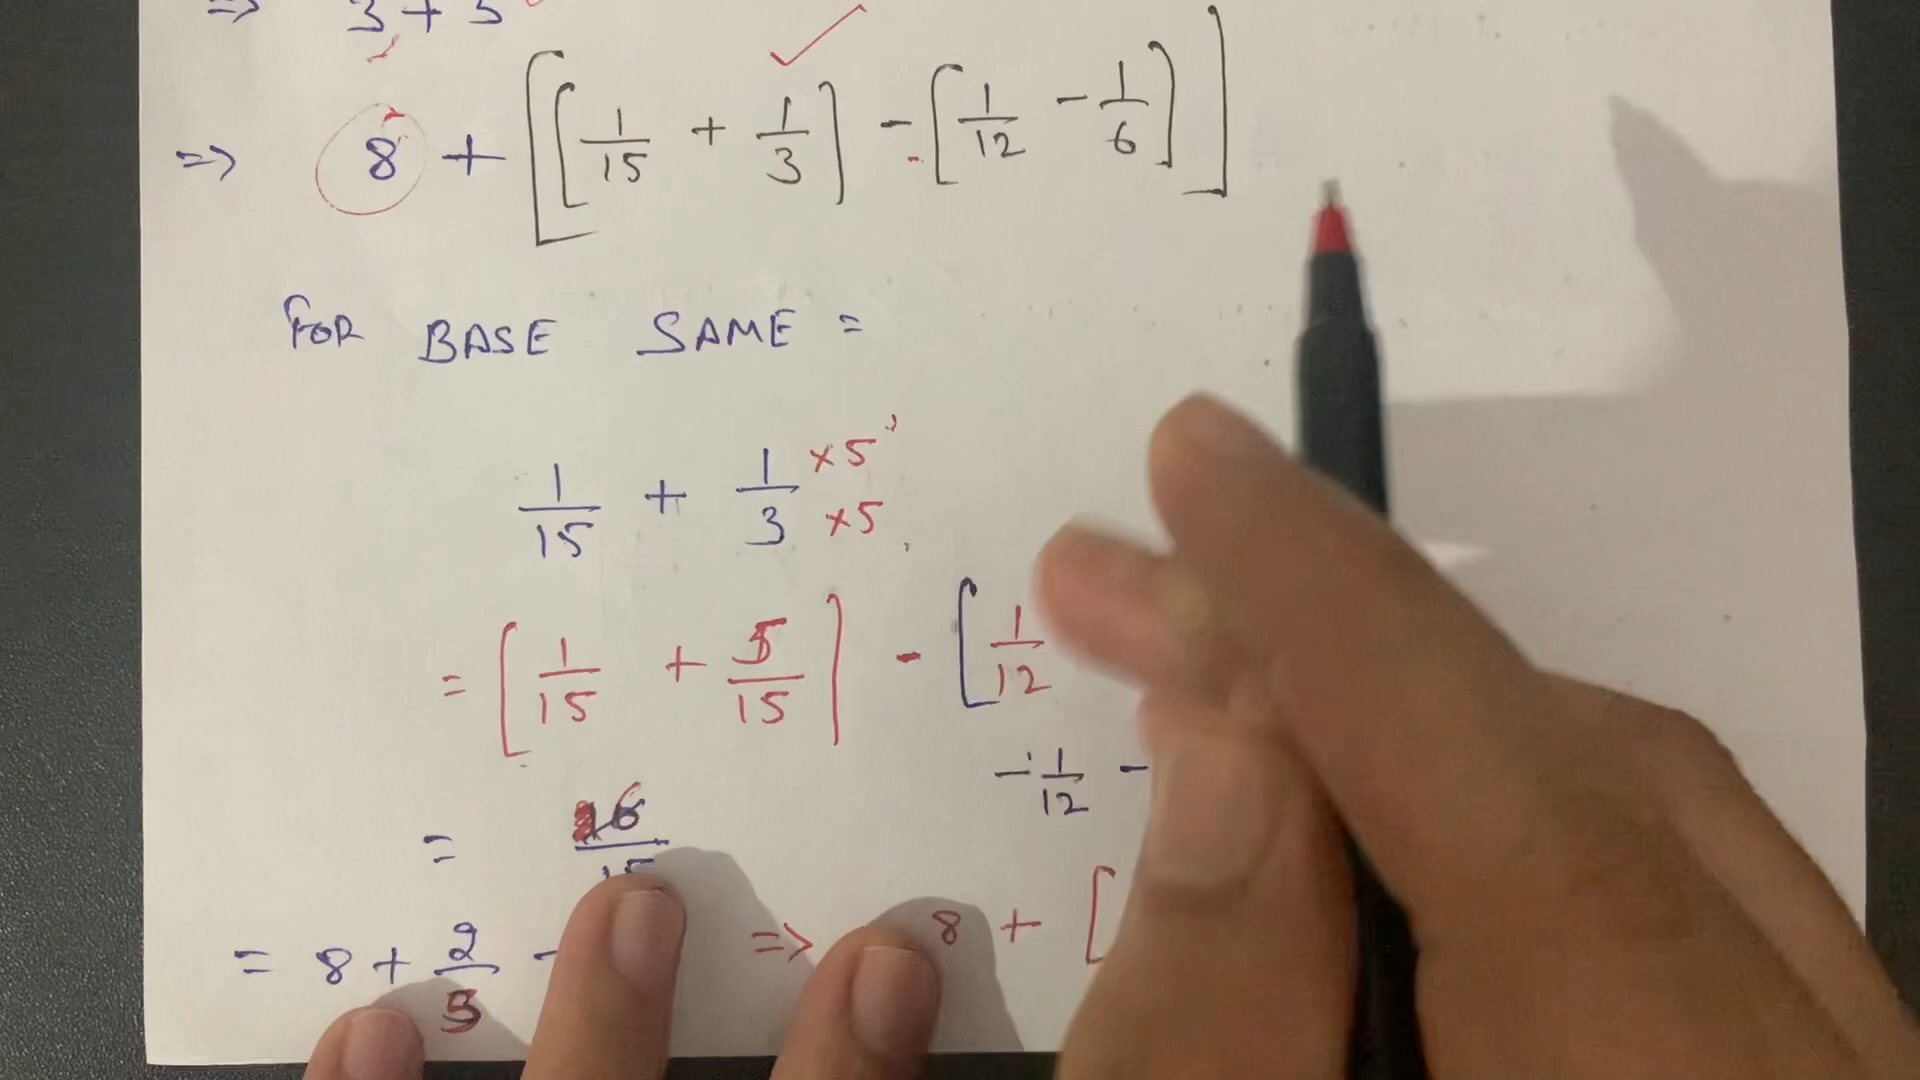 => 3 + 5
=> 8 + [[1/15 + 1/3] - [1/12 - 1/6]]
FOR BASE SAME =
1/15 + 1/3 ×5 ×5
= [1/15 + 5/15] - [1/12
= 6/15
- 1/12 -
= 8 + 2/5 -
=> 8 + [